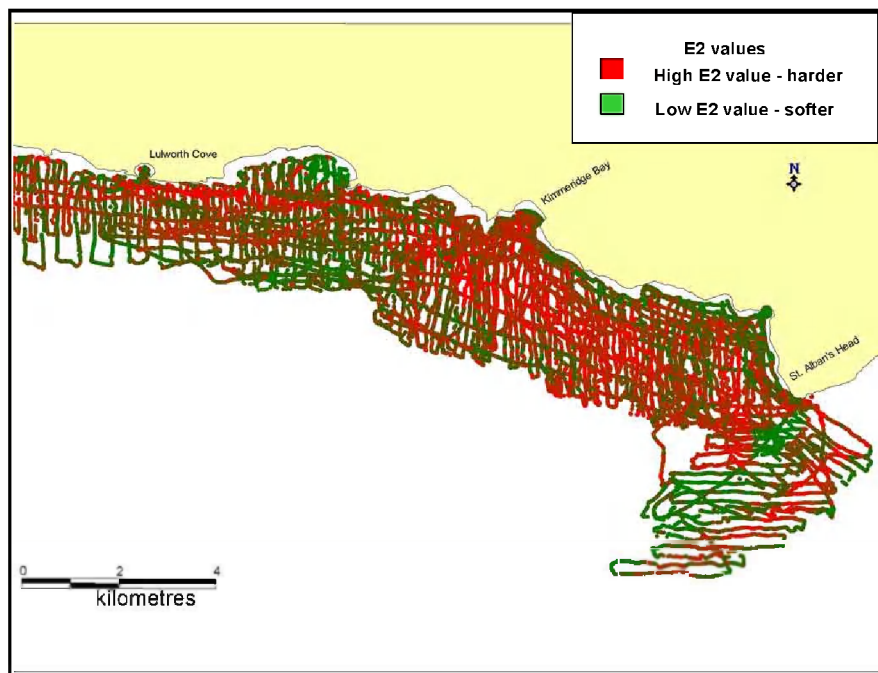 E2 values
High E2 value - harder
Low E2 value - softer
Lulworth Cove
Kimmeridge Bay
N
St. Alban's Head
0 2 4
kilometres